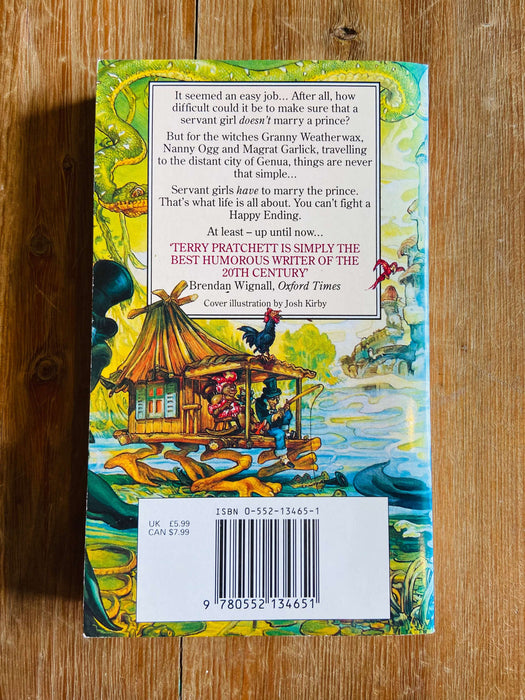 It seemed an easy job... After all, how
difficult could it be to make sure that a
servant girl doesn't marry a prince?
But for the witches Granny Weatherwax,
Nanny Ogg and Magrat Garlick, travelling
to the distant city of Genua, things are never
that simple...
Servant girls have to marry the prince.
That's what life is all about. You can't fight a
Happy Ending.
At least – up until now...
'TERRY PRATCHETT IS SIMPLY THE
BEST HUMOROUS WRITER OF THE
20TH CENTURY'
Brendan Wignall, Oxford Times
Cover illustration by Josh Kirby
ISBN 0-552-13465-1
UK £5.99
CAN $7.99
9 780552 134651